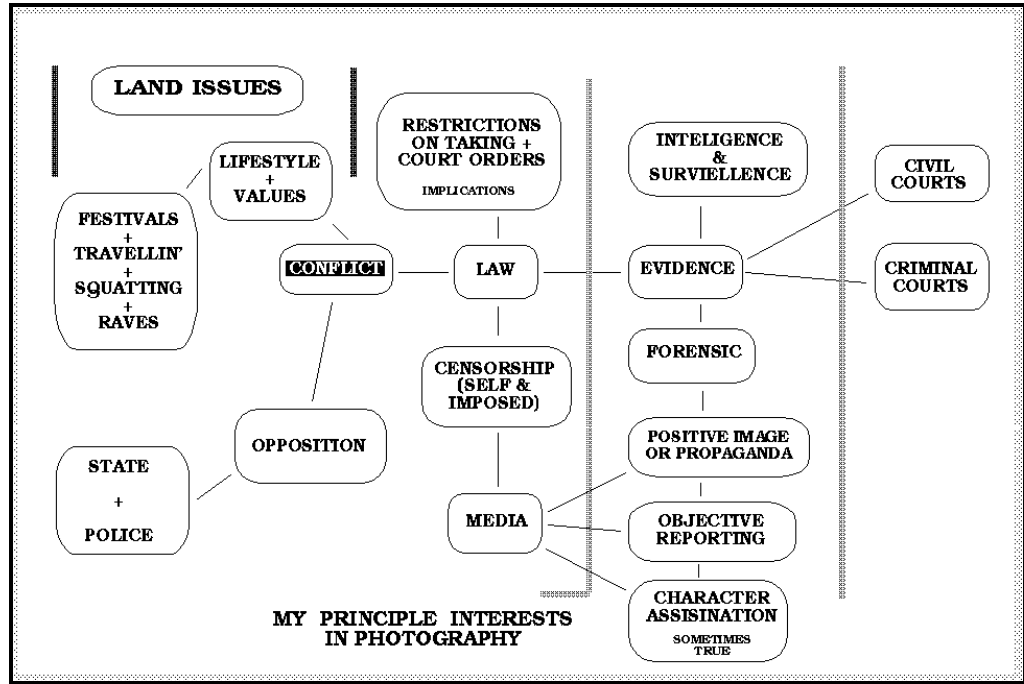 LAND ISSUES
LIFESTYLE
+
VALUES
FESTIVALS
+
TRAVELLIN'
+
SQUATTING
+
RAVES
CONFLICT
OPPOSITION
STATE
+
POLICE
RESTRICTIONS
ON TAKING +
COURT ORDERS
IMPLICATIONS
LAW
CENSORSHIP
(SELF &
IMPOSED)
MEDIA
INTELIGENCE
&
SURVIELLENCE
EVIDENCE
FORENSIC
POSITIVE IMAGE
OR PROPAGANDA
OBJECTIVE
REPORTING
CHARACTER
ASSISINATION
SOMETIMES
TRUE
CIVIL
COURTS
CRIMINAL
COURTS
MY PRINCIPLE INTERESTS
IN PHOTOGRAPHY